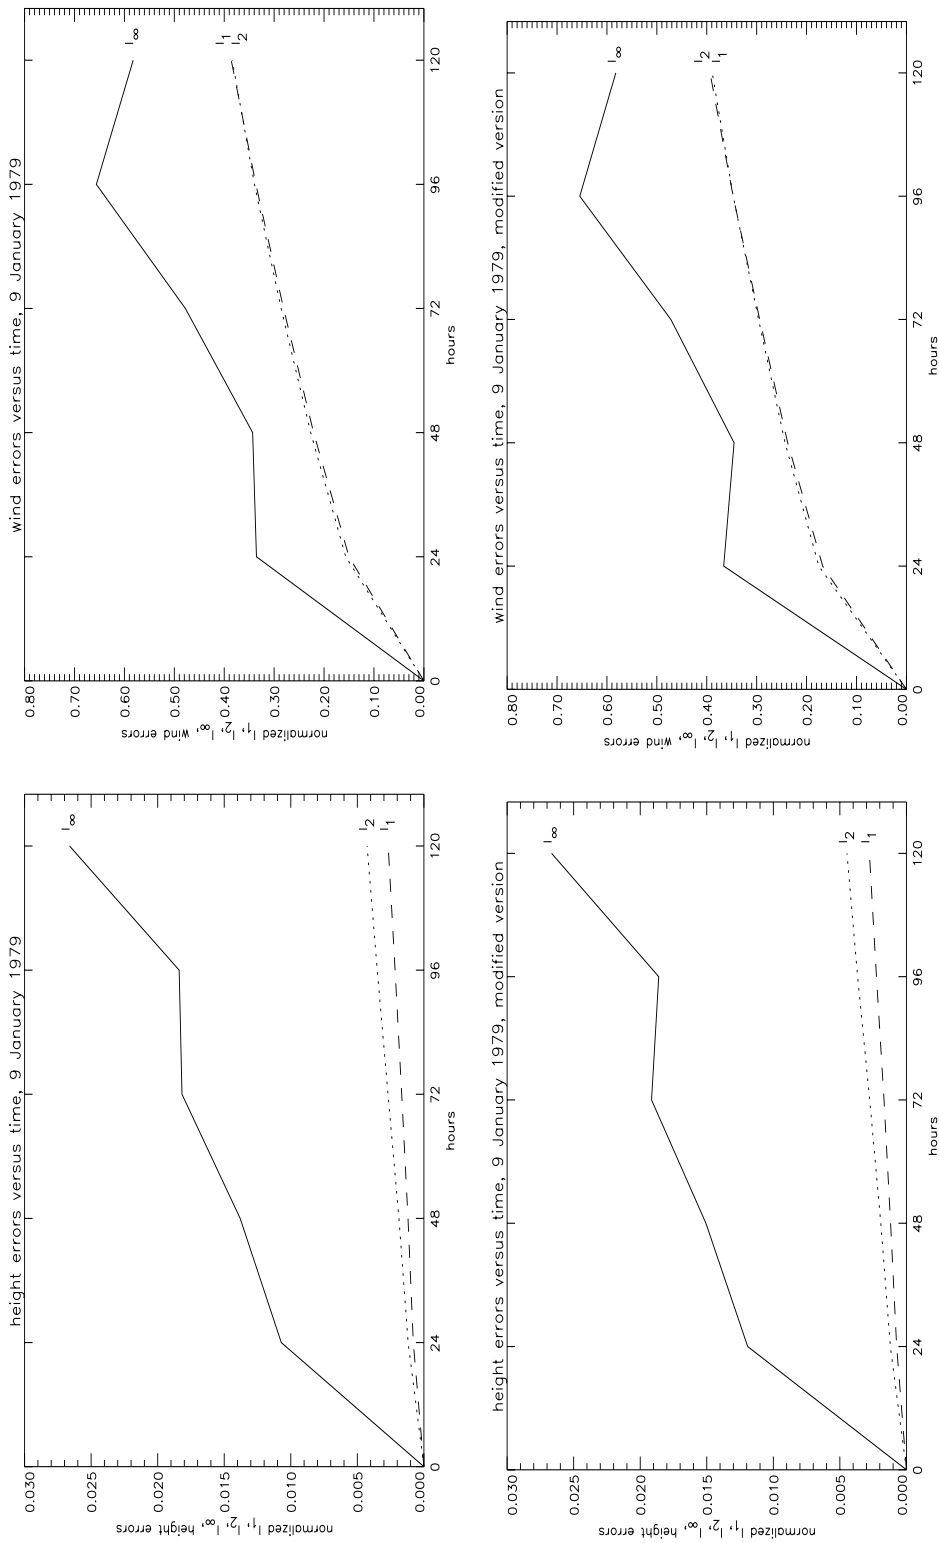 height errors versus time, 9 January 1979
normalized l1, l2, l∞, height errors
0.030
0.025
0.020
0.015
0.010
0.005
0.000
0
24
48
72
96
120
hours
l∞
l2
l1
wind errors versus time, 9 January 1979
normalized l1, l2, l∞, wind errors
0.80
0.70
0.60
0.50
0.40
0.30
0.20
0.10
0.00
0
24
48
72
96
120
hours
l∞
l1
l2
height errors versus time, 9 January 1979, modified version
normalized l1, l2, l∞, height errors
0.030
0.025
0.020
0.015
0.010
0.005
0.000
0
24
48
72
96
120
hours
l∞
l2
l1
wind errors versus time, 9 January 1979, modified version
normalized l1, l2, l∞, wind errors
0.80
0.70
0.60
0.50
0.40
0.30
0.20
0.10
0.00
0
24
48
72
96
120
hours
l∞
l2
l1